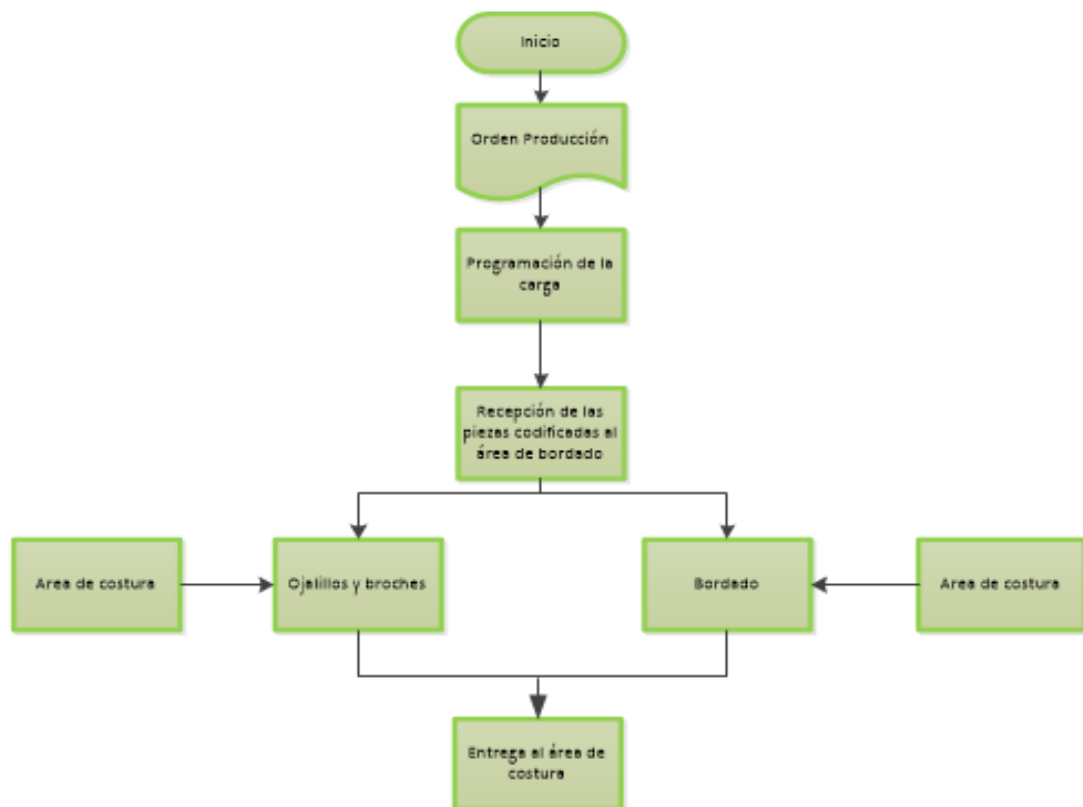 Inicio
Orden Producción
Programación de la
carga
Recepción de las
piezas codificadas al
área de bordado
Area de costura
Ojalillos y broches
Bordado
Area de costura
Entrega al área de
costura